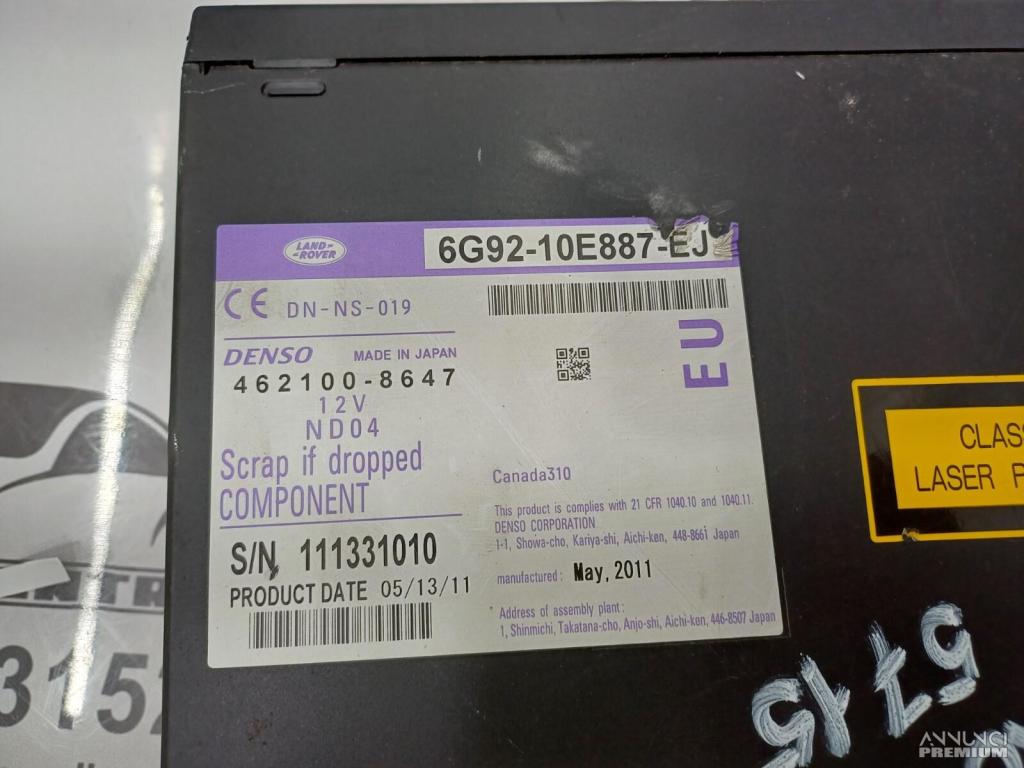 LAND-
ROVER
6G92-10E887-EJ
CE DN-NS-019
EU
DENSO MADE IN JAPAN
462100-8647
12V
ND04
Scrap if dropped
COMPONENT
S/N 111331010
PRODUCT DATE 05/13/11
Canada310
This product is complies with 21 CFR 1040.10 and 1040.11.
DENSO CORPORATION
1-1, Showa-cho, Kariya-shi, Aichi-ken, 448-8661 Japan
manufactured: May, 2011
Address of assembly plant:
1, Shinmichi, Takatana-cho, Anjo-shi, Aichi-ken, 446-8507 Japan
CLAS
LASER P
3152
ANNUNCI
PREMIUM